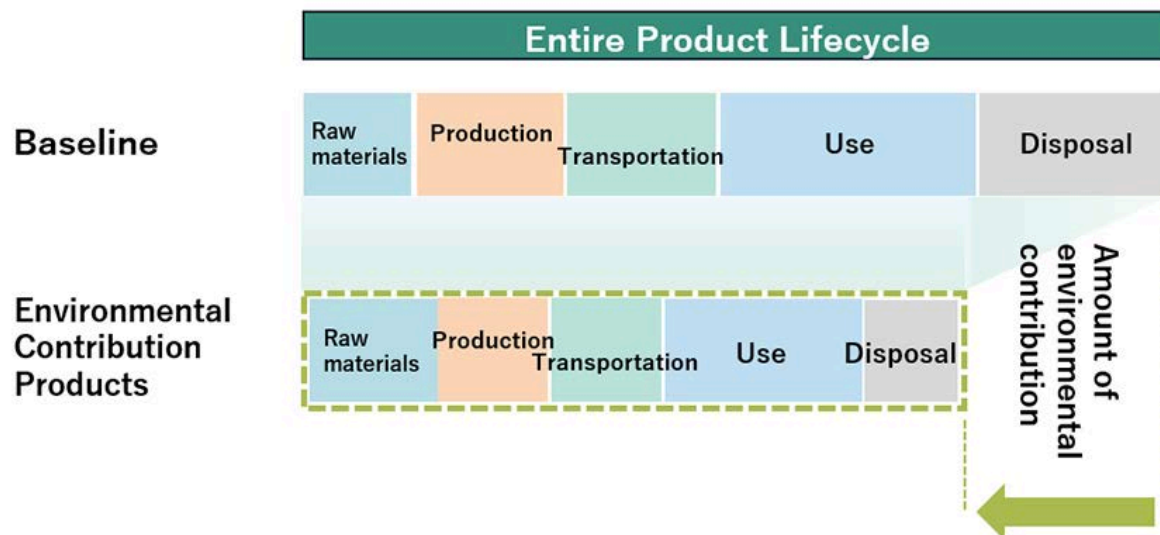 Entire Product Lifecycle
Baseline
Raw
materials
Production
Transportation
Use
Disposal
Environmental
Contribution
Products
Raw
materials
Production
Transportation
Use
Disposal
Amount of
environmental
contribution